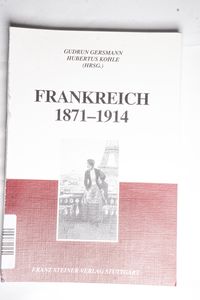 GUDRUN GERSMANN
HUBERTUS KOHLE
(HRSG.)
FRANKREICH
1871–1914
FRANZ STEINER VERLAG STUTTGART